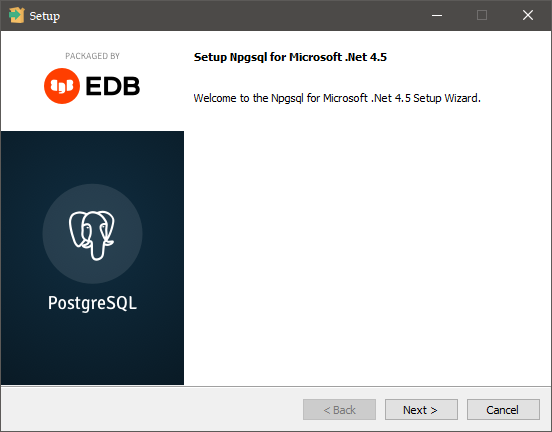 Setup
PACKAGED BY
EDB
Setup Npgsql for Microsoft .Net 4.5
Welcome to the Npgsql for Microsoft .Net 4.5 Setup Wizard.
PostgreSQL
< Back
Next >
Cancel